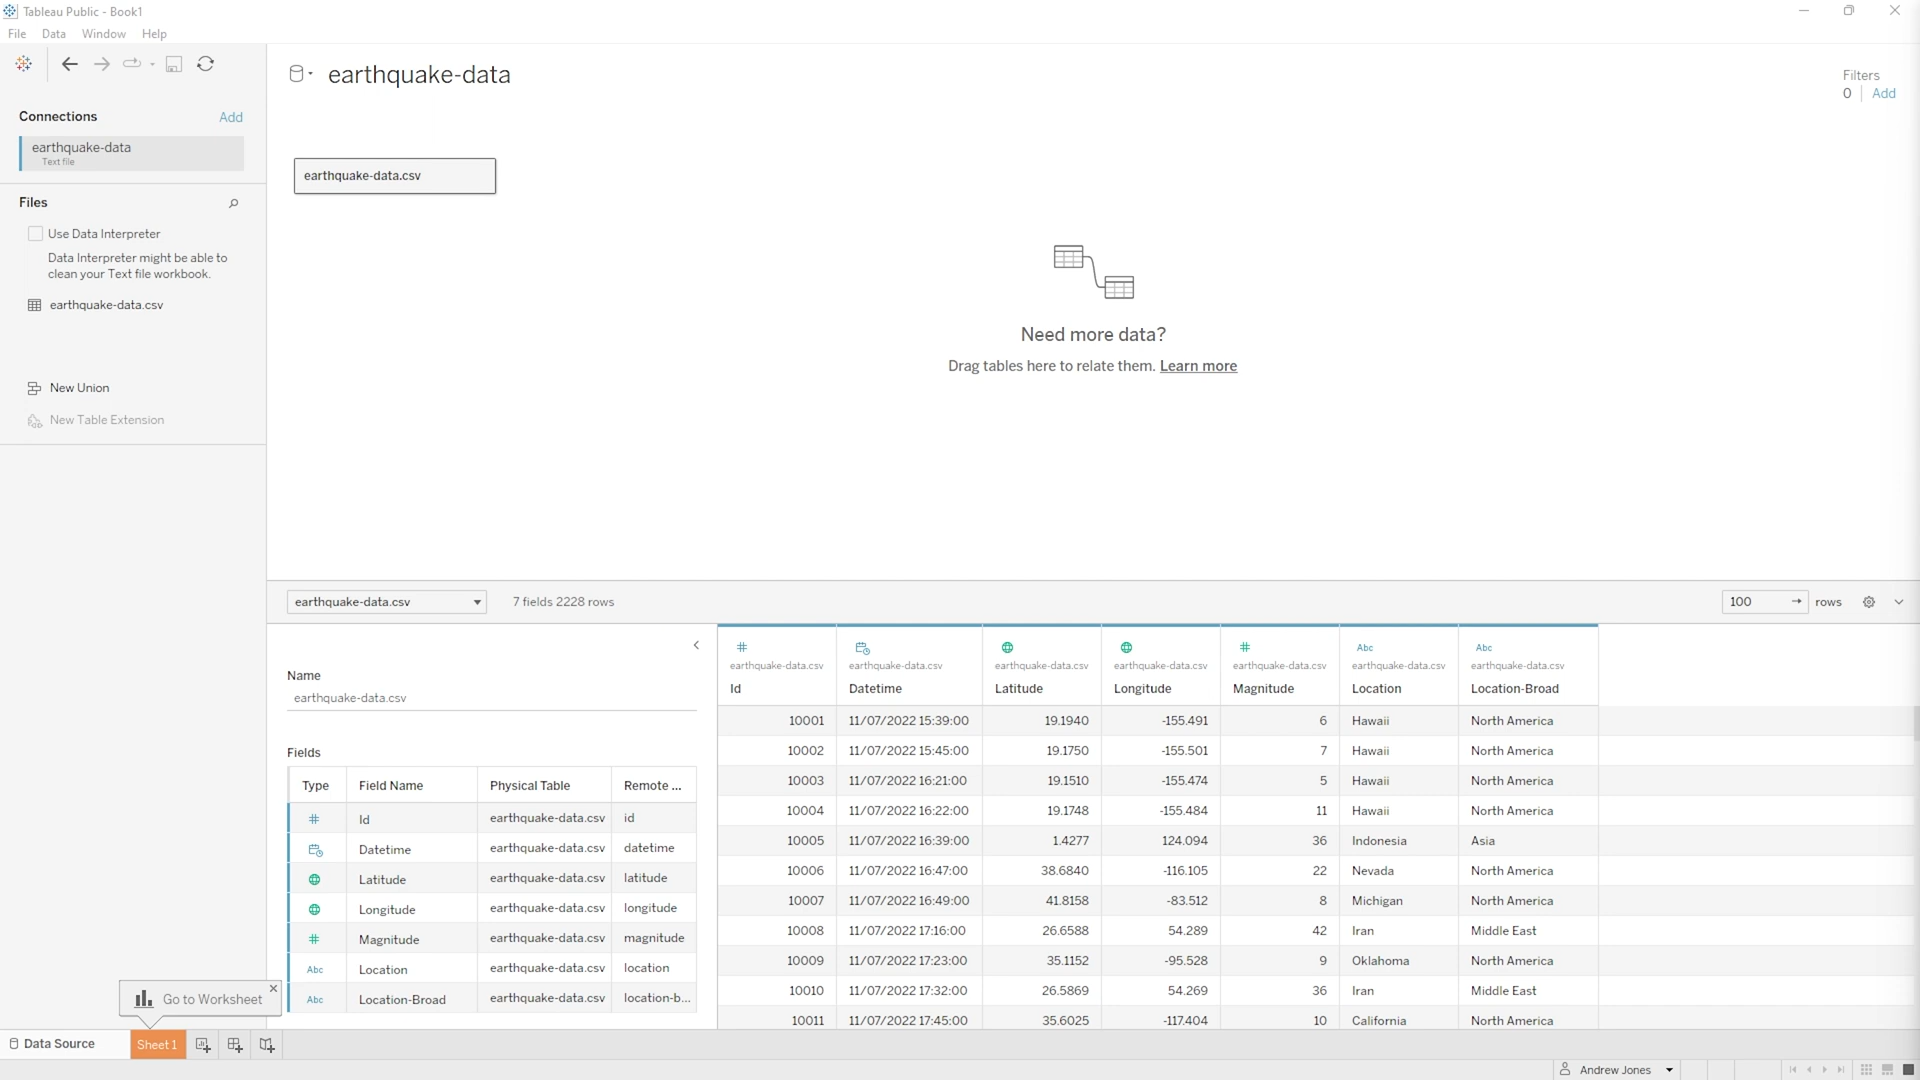 Tableau Public - Book1
File Data Window Help
earthquake-data
Filters
0 Add
Connections Add
earthquake-data
Text file
earthquake-data.csv
Files
Use Data Interpreter
Data Interpreter might be able to
clean your Text file workbook.
earthquake-data.csv
Need more data?
Drag tables here to relate them. Learn more
New Union
New Table Extension
earthquake-data.csv 7 fields 2228 rows 100 rows
Name
earthquake-data.csv
Fields
Type Field Name Physical Table Remote ...
Id earthquake-data.csv id
Datetime earthquake-data.csv datetime
Latitude earthquake-data.csv latitude
Longitude earthquake-data.csv longitude
# Magnitude earthquake-data.csv magnitude
Abc Location earthquake-data.csv location
Abc Location-Broad earthquake-data.csv location-b...
# # Abc Abc
earthquake-data.csv earthquake-data.csv earthquake-data.csv earthquake-data.csv earthquake-data.csv earthquake-data.csv earthquake-data.csv
Id Datetime Latitude Longitude Magnitude Location Location-Broad
10001 11/07/2022 15:39:00 19.1940 -155.491 6 Hawaii North America
10002 11/07/2022 15:45:00 19.1750 -155.501 7 Hawaii North America
10003 11/07/2022 16:21:00 19.1510 -155.474 5 Hawaii North America
10004 11/07/2022 16:22:00 19.1748 -155.484 11 Hawaii North America
10005 11/07/2022 16:39:00 1.4277 124.094 36 Indonesia Asia
10006 11/07/2022 16:47:00 38.6840 -116.105 22 Nevada North America
10007 11/07/2022 16:49:00 41.8158 -83.512 8 Michigan North America
10008 11/07/2022 17:16:00 26.6588 54.289 42 Iran Middle East
10009 11/07/2022 17:23:00 35.1152 -95.528 9 Oklahoma North America
10010 11/07/2022 17:32:00 26.5869 54.269 36 Iran Middle East
10011 11/07/2022 17:45:00 35.6025 -117.404 10 California North America
Go to Worksheet
Data Source Sheet 1
Andrew Jones